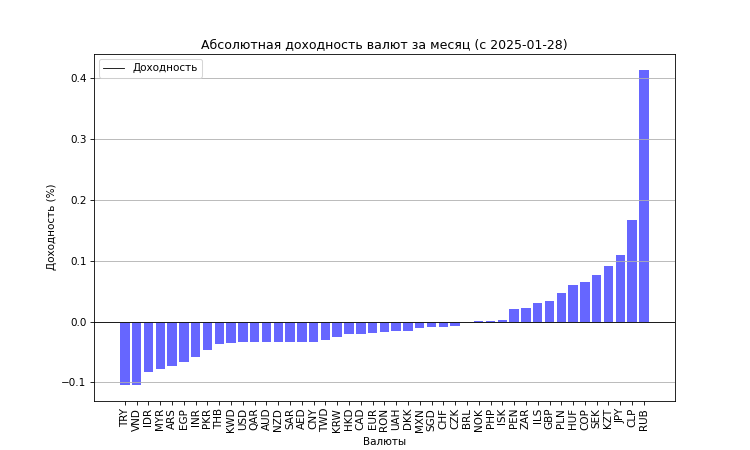 Абсолютная доходность валют за месяц (с 2025-01-28)
Доходность
Доходность (%)
0.4
0.3
0.2
0.1
0.0
−0.1
TRY VND IDR MYR ARS EGP INR PKR THB KWD USD QAR AUD NZD SAR AED CNY TWD KRW HKD CAD EUR RON UAH DKK MXN SGD CHF CZK BRL NOK PHP ISK PEN ZAR ILS GBP PLN HUF COP SEK KZT JPY CLP RUB
Валюты